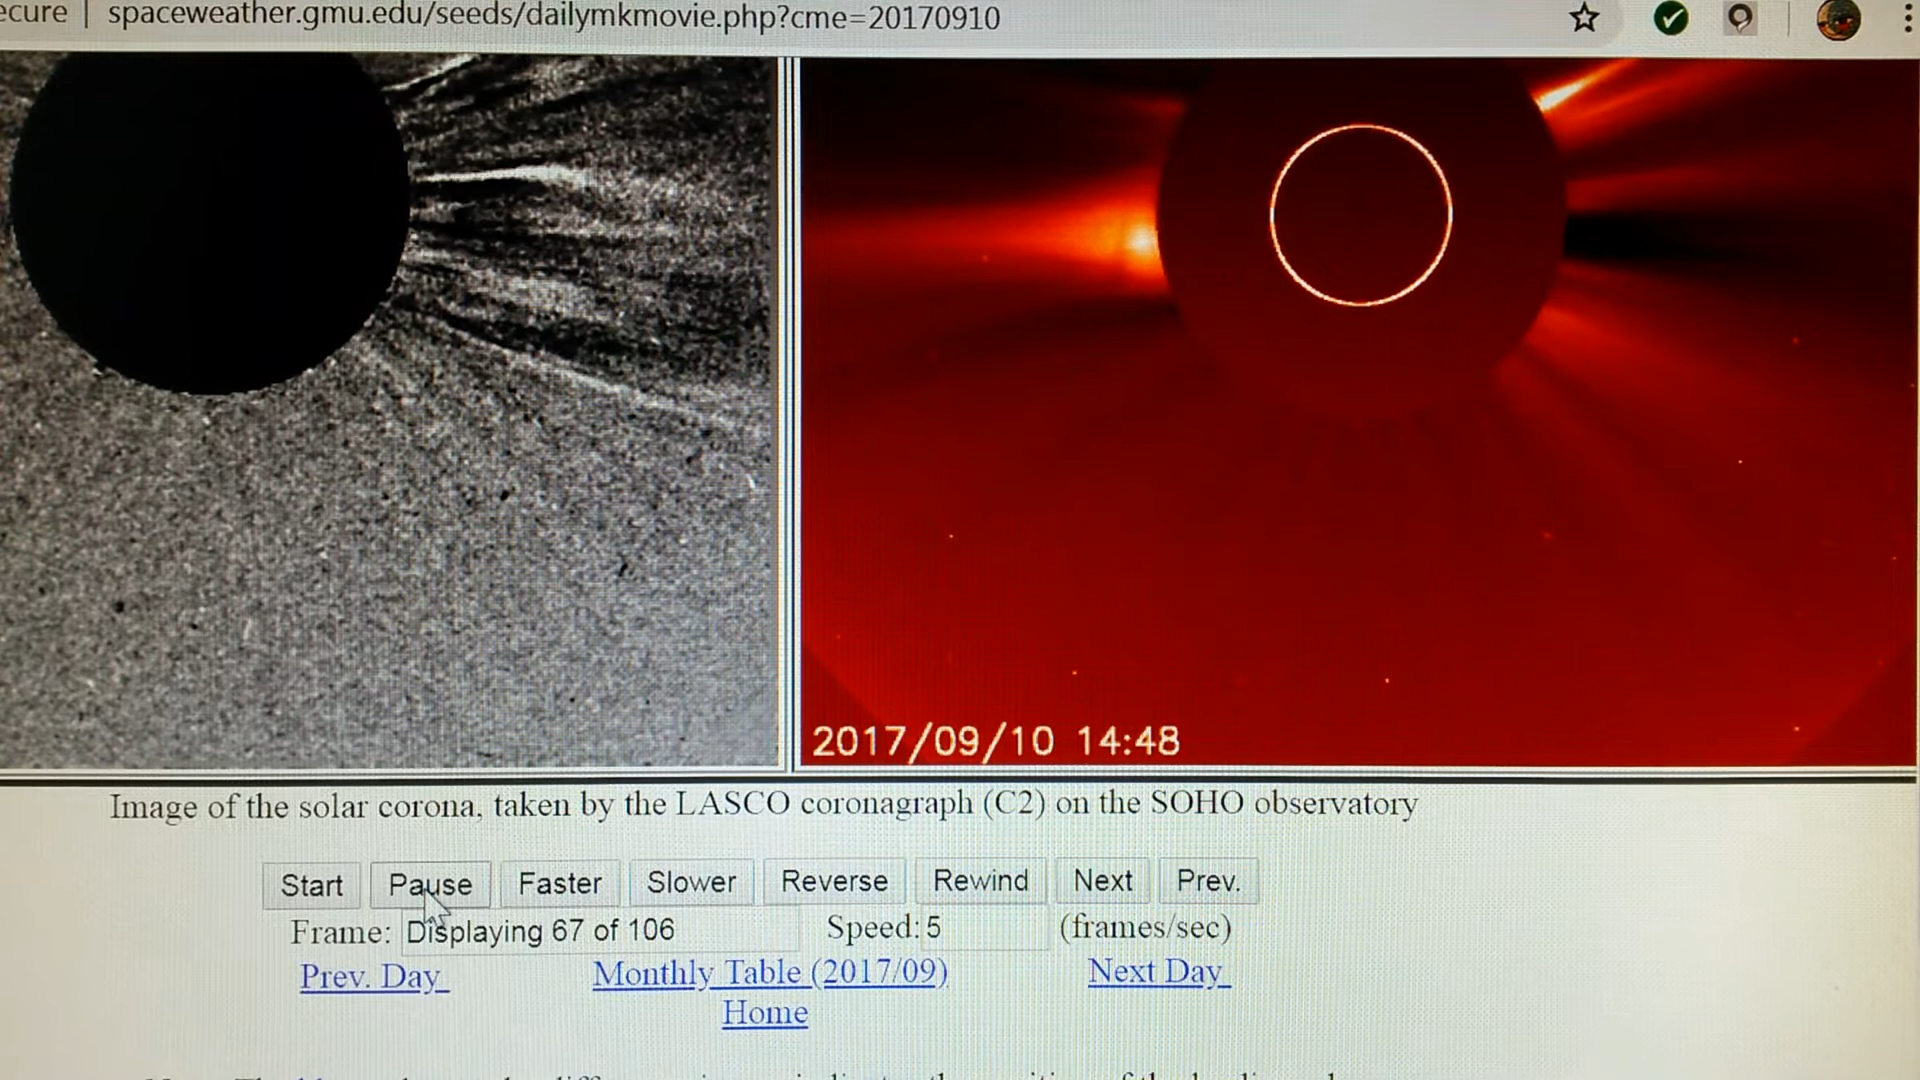 ecure | spaceweather.gmu.edu/seeds/dailymkmovie.php?cme=20170910
2017/09/10 14:48
Image of the solar corona, taken by the LASCO coronagraph (C2) on the SOHO observatory
Start Pause Faster Slower Reverse Rewind Next Prev.
Frame: Displaying 67 of 106 Speed: 5 (frames/sec)
Prev. Day Monthly Table (2017/09) Next Day
Home